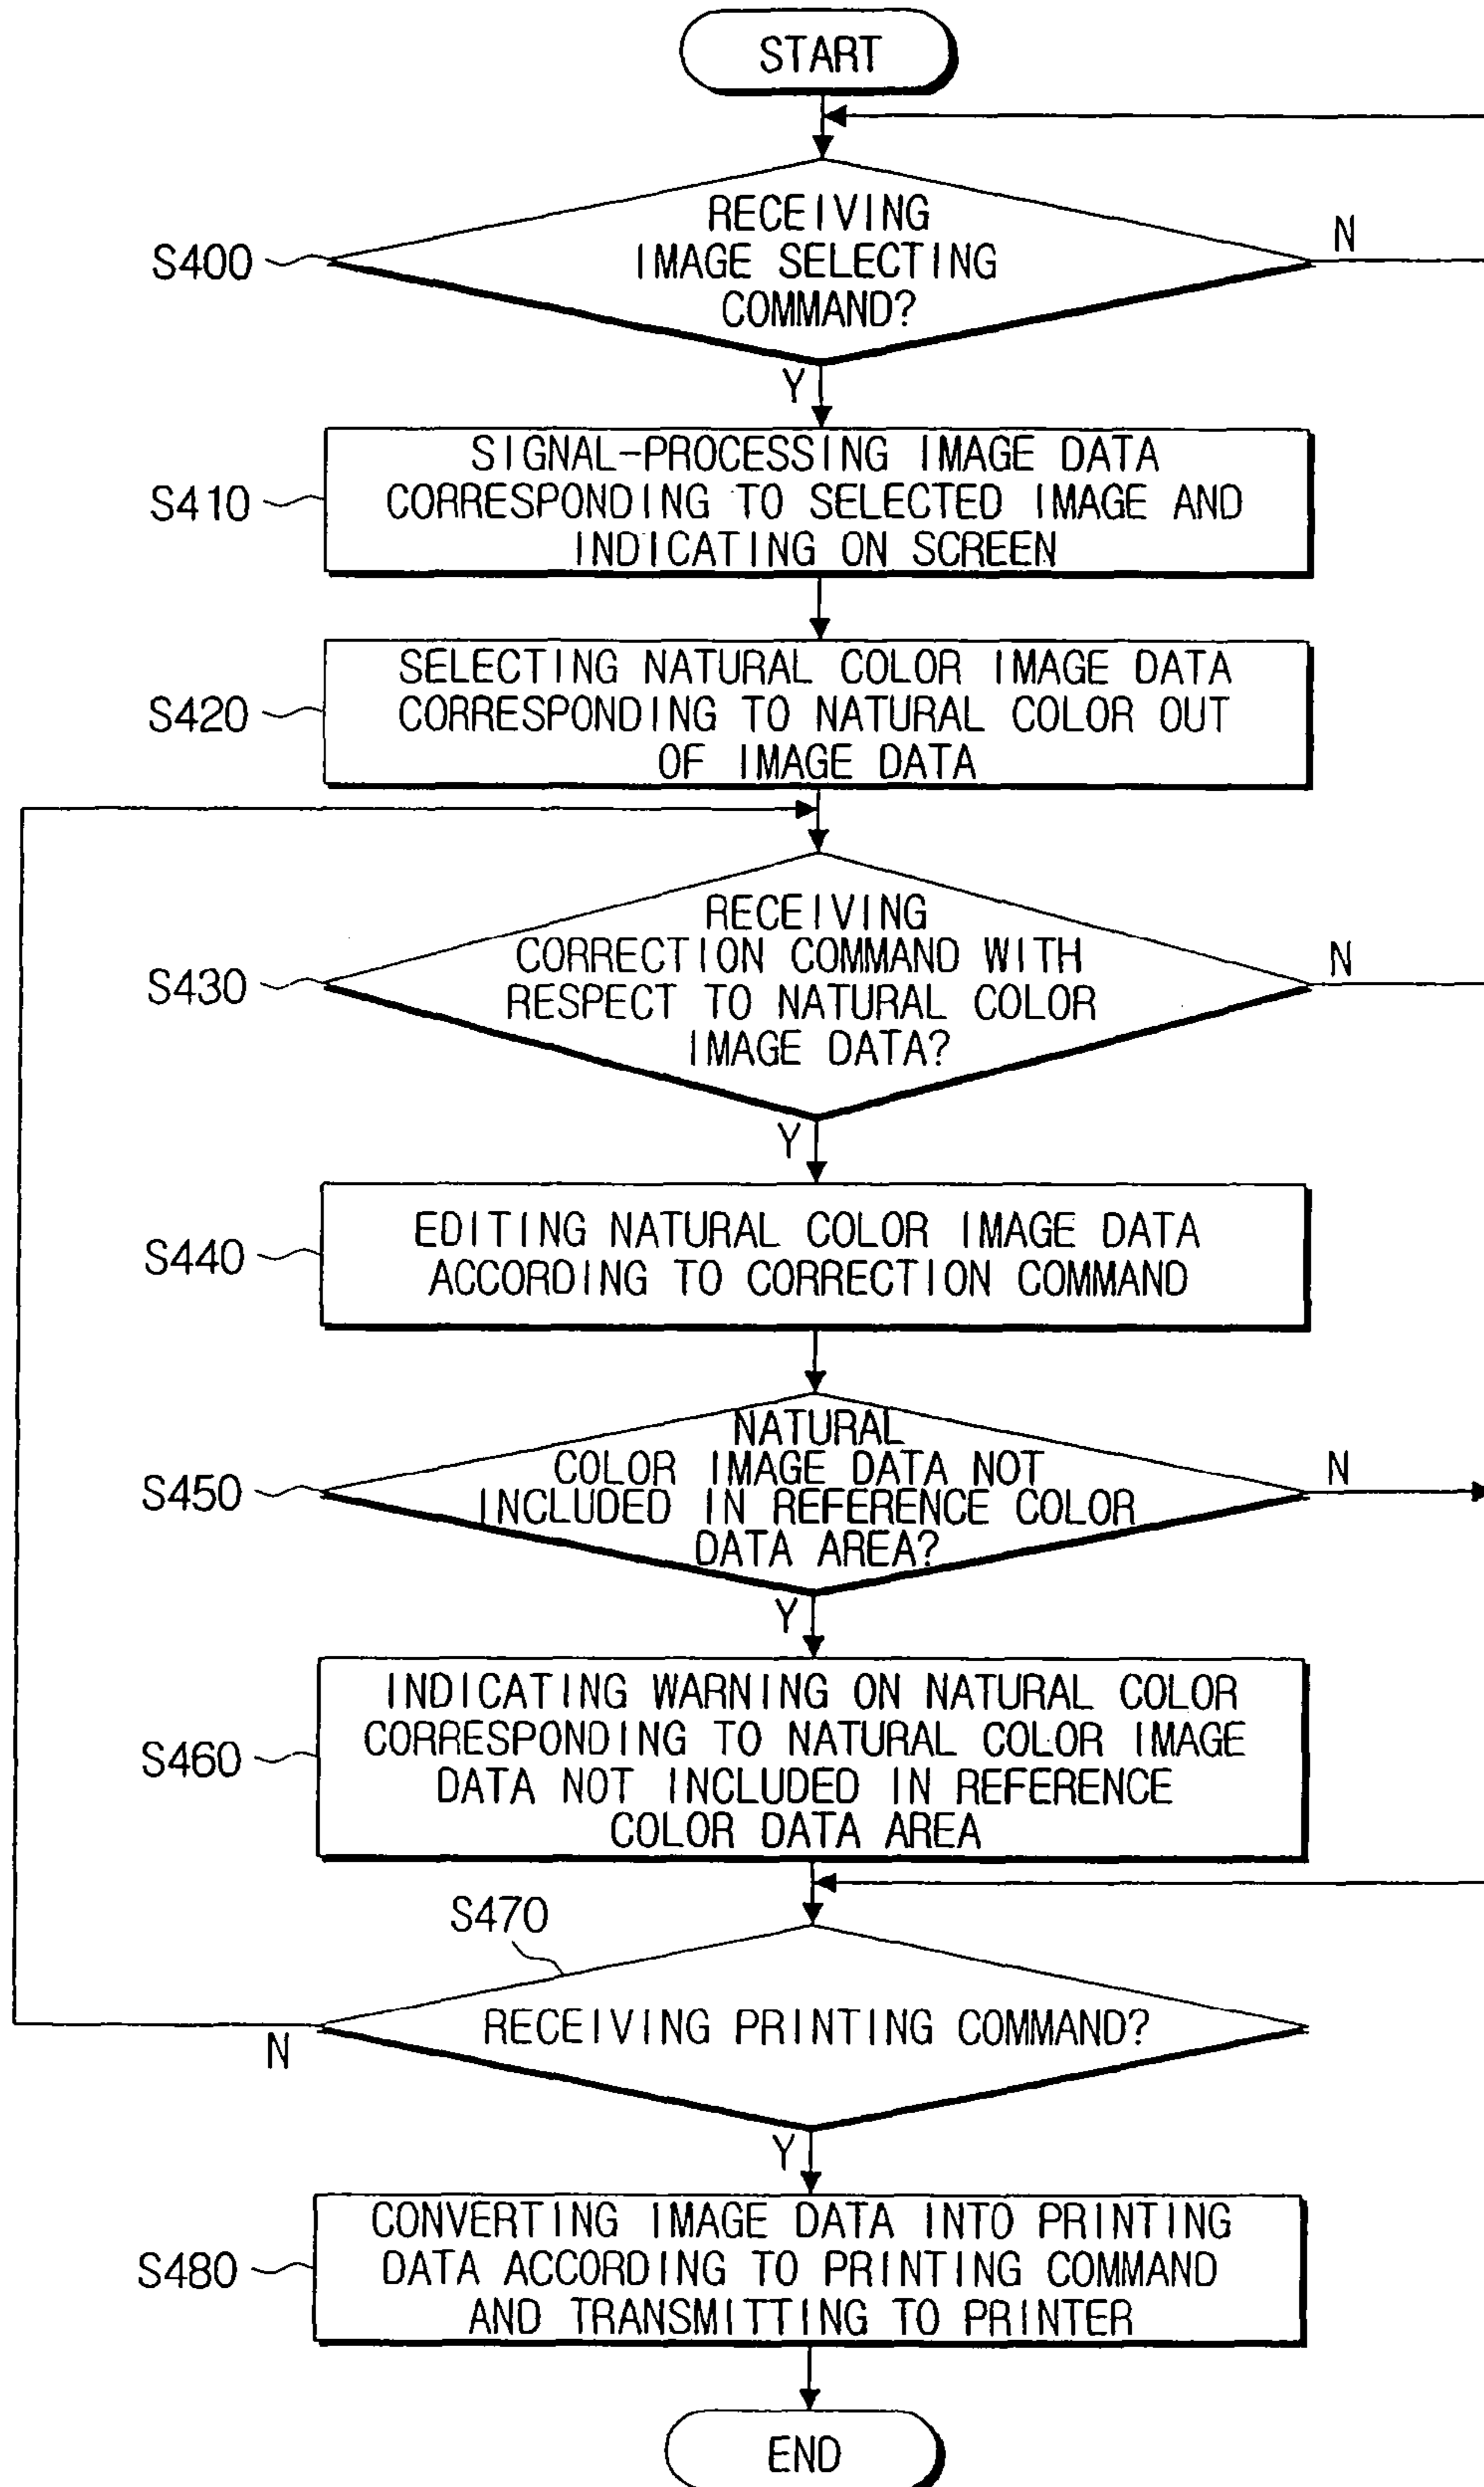 START
RECEIVING
IMAGE SELECTING
COMMAND?
S400
N
Y
SIGNAL-PROCESSING IMAGE DATA
CORRESPONDING TO SELECTED IMAGE AND
INDICATING ON SCREEN
S410
SELECTING NATURAL COLOR IMAGE DATA
CORRESPONDING TO NATURAL COLOR OUT
OF IMAGE DATA
S420
RECEIVING
CORRECTION COMMAND WITH
RESPECT TO NATURAL COLOR
IMAGE DATA?
S430
N
Y
EDITING NATURAL COLOR IMAGE DATA
ACCORDING TO CORRECTION COMMAND
S440
NATURAL
COLOR IMAGE DATA NOT
INCLUDED IN REFERENCE COLOR
DATA AREA?
S450
N
Y
INDICATING WARNING ON NATURAL COLOR
CORRESPONDING TO NATURAL COLOR IMAGE
DATA NOT INCLUDED IN REFERENCE
COLOR DATA AREA
S460
S470
RECEIVING PRINTING COMMAND?
N
Y
CONVERTING IMAGE DATA INTO PRINTING
DATA ACCORDING TO PRINTING COMMAND
AND TRANSMITTING TO PRINTER
S480
END